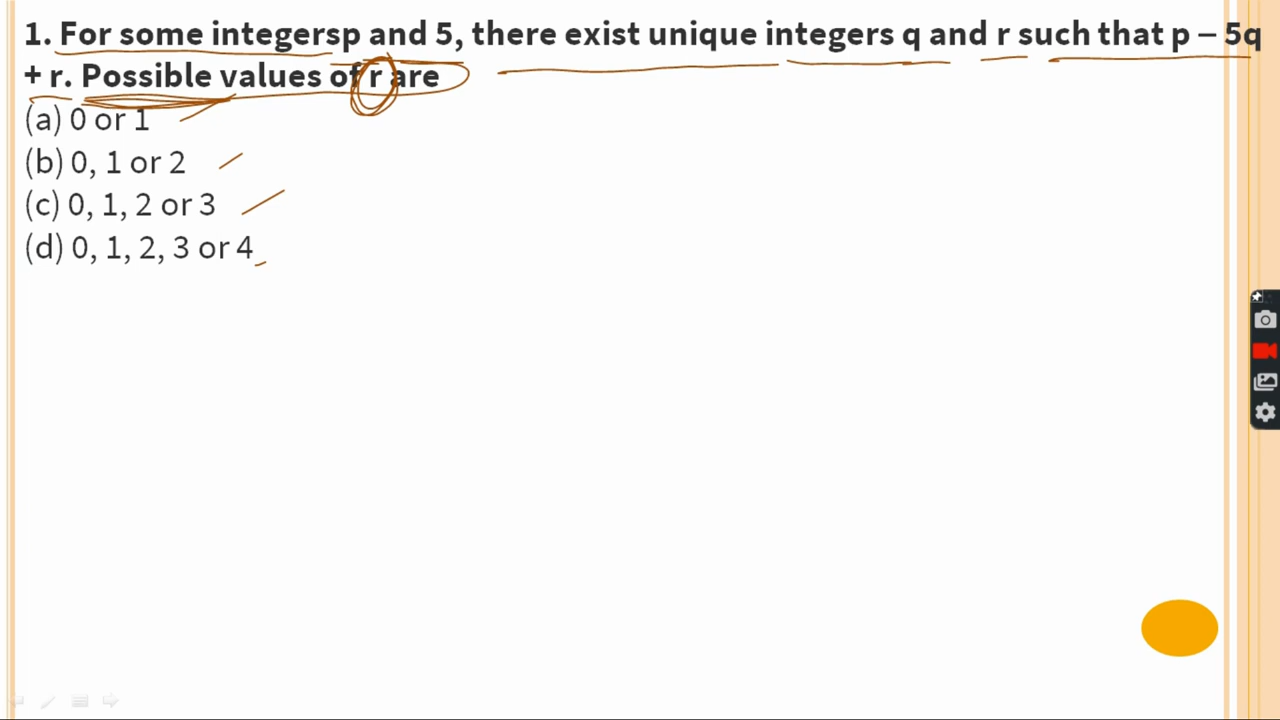 1. For some integersp and 5, there exist unique integers q and r such that p – 5q
+ r. Possible values of r are
(a) 0 or 1
(b) 0, 1 or 2
(c) 0, 1, 2 or 3
(d) 0, 1, 2, 3 or 4